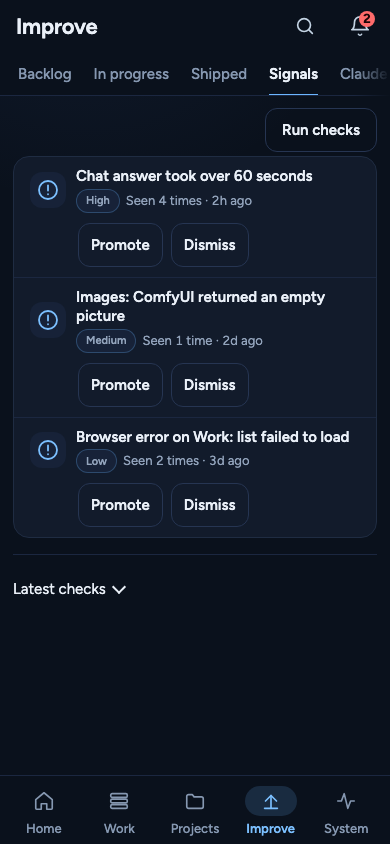 Improve
2
Backlog In progress Shipped Signals Claude
Run checks
Chat answer took over 60 seconds
High Seen 4 times · 2h ago
Promote Dismiss
Images: ComfyUI returned an empty
picture
Medium Seen 1 time · 2d ago
Promote Dismiss
Browser error on Work: list failed to load
Low Seen 2 times · 3d ago
Promote Dismiss
Latest checks
Home Work Projects Improve System